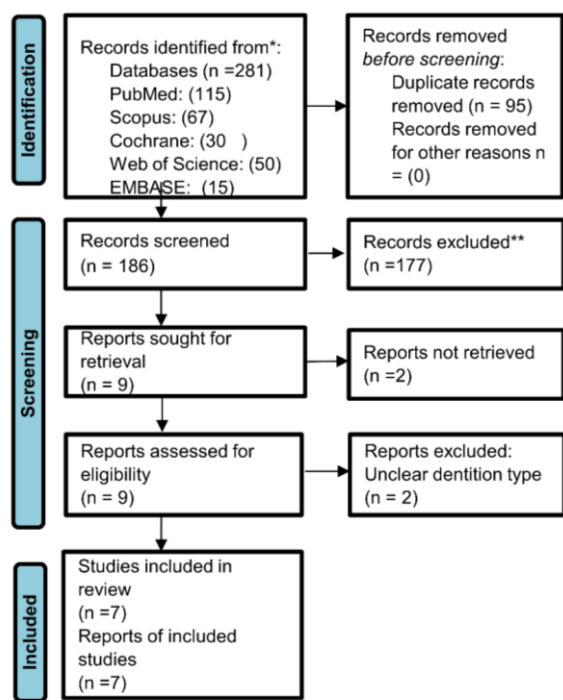 Identification
Records identified from*:
Databases (n =281)
PubMed: (115)
Scopus: (67)
Cochrane: (30   )
Web of Science: (50)
EMBASE:  (15)
Records removed
before screening:
Duplicate records
removed (n = 95)
Records removed
for other reasons n
= (0)
Screening
Records screened
(n = 186)
Records excluded**
(n =177)
Reports sought for
retrieval
(n = 9)
Reports not retrieved
(n =2)
Reports assessed for
eligibility
(n = 9)
Reports excluded:
Unclear dentition type
(n = 2)
Included
Studies included in
review
(n =7)
Reports of included
studies
(n =7)